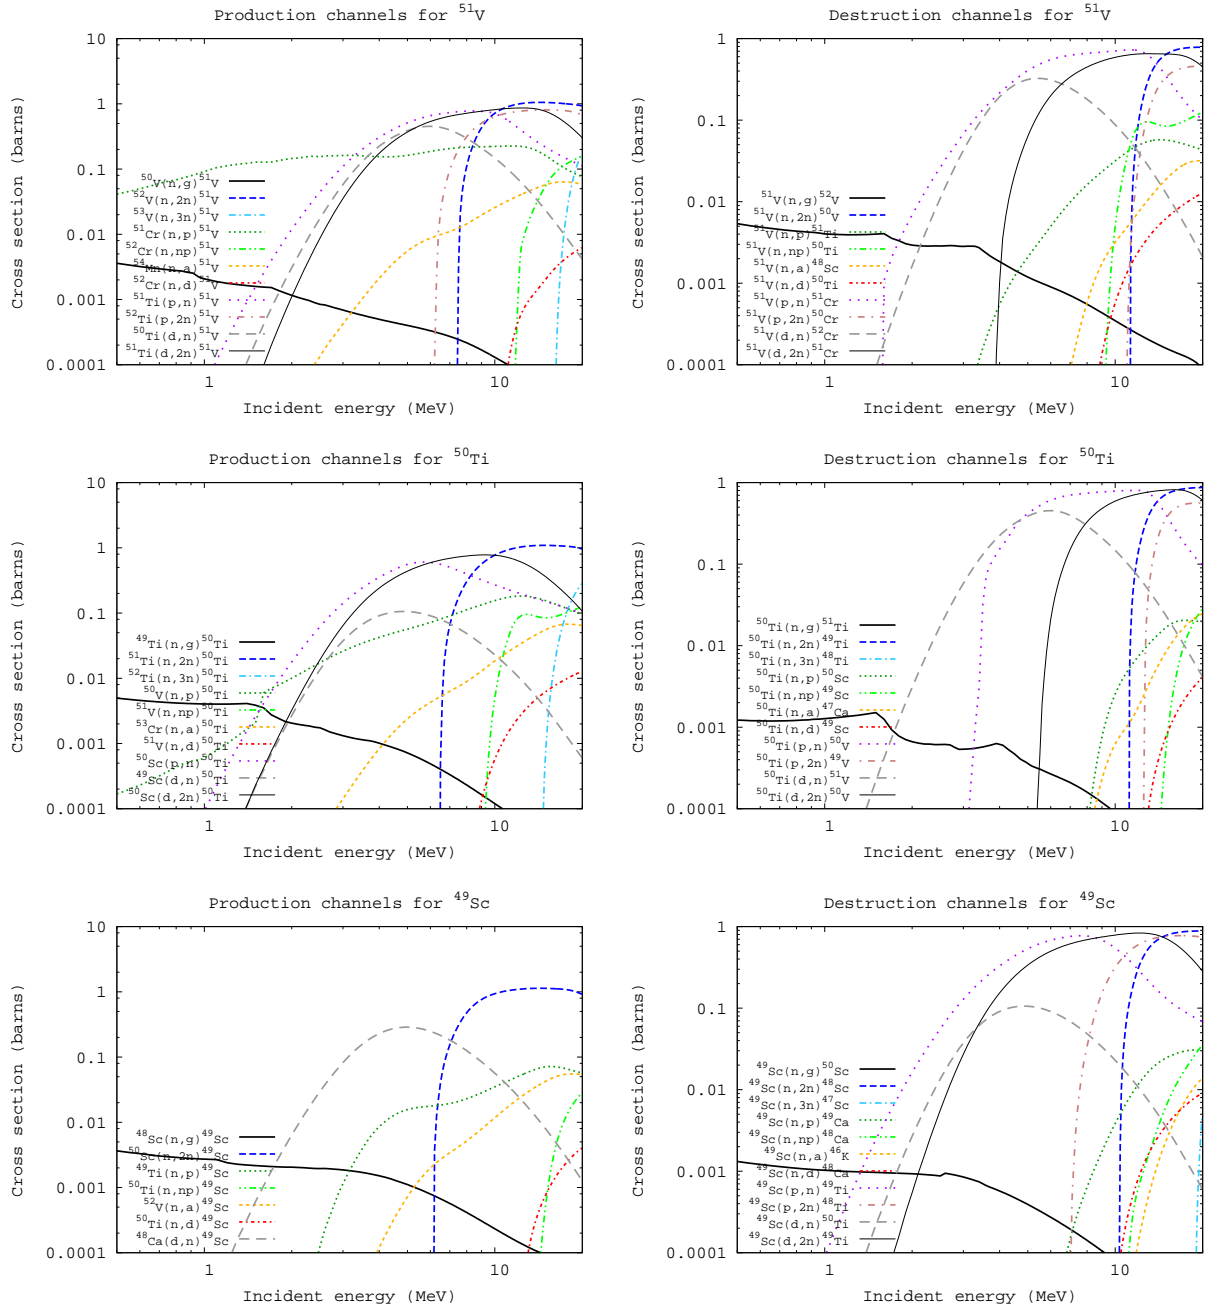 Production channels for ⁵¹V
Cross section (barns)
10
1
0.1
0.01
0.001
0.0001
⁵⁰V(n,g)⁵¹V
⁵²V(n,2n)⁵¹V
⁵³V(n,3n)⁵¹V
⁵¹Cr(n,p)⁵¹V
⁵²Cr(n,np)⁵¹V
⁵⁴Mn(n,a)⁵¹V
⁵²Cr(n,d)⁵¹V
⁵¹Ti(p,n)⁵¹V
⁵²Ti(p,2n)⁵¹V
⁵⁰Ti(d,n)⁵¹V
⁵¹Ti(d,2n)⁵¹V
1 10
Incident energy (MeV)
Destruction channels for ⁵¹V
Cross section (barns)
1
0.1
0.01
0.001
0.0001
⁵¹V(n,g)⁵²V
⁵¹V(n,2n)⁵⁰V
⁵¹V(n,p)⁵¹Ti
⁵¹V(n,np)⁵⁰Ti
⁵¹V(n,a)⁴⁸Sc
⁵¹V(n,d)⁵⁰Ti
⁵¹V(p,n)⁵¹Cr
⁵¹V(p,2n)⁵⁰Cr
⁵¹V(d,n)⁵²Cr
⁵¹V(d,2n)⁵¹Cr
1 10
Incident energy (MeV)
Production channels for ⁵⁰Ti
Cross section (barns)
10
1
0.1
0.01
0.001
0.0001
⁴⁹Ti(n,g)⁵⁰Ti
⁵¹Ti(n,2n)⁵⁰Ti
⁵²Ti(n,3n)⁵⁰Ti
⁵⁰V(n,p)⁵⁰Ti
⁵¹V(n,np)⁵⁰Ti
⁵³Cr(n,a)⁵⁰Ti
⁵¹V(n,d)⁵⁰Ti
⁵⁰Sc(p,n)⁵⁰Ti
⁴⁹Sc(d,n)⁵⁰Ti
⁵⁰Sc(d,2n)⁵⁰Ti
1 10
Incident energy (MeV)
Destruction channels for ⁵⁰Ti
Cross section (barns)
1
0.1
0.01
0.001
0.0001
⁵⁰Ti(n,g)⁵¹Ti
⁵⁰Ti(n,2n)⁴⁹Ti
⁵⁰Ti(n,3n)⁴⁸Ti
⁵⁰Ti(n,p)⁵⁰Sc
⁵⁰Ti(n,np)⁴⁹Sc
⁵⁰Ti(n,a)⁴⁷Ca
⁵⁰Ti(n,d)⁴⁹Sc
⁵⁰Ti(p,n)⁵⁰V
⁵⁰Ti(p,2n)⁴⁹V
⁵⁰Ti(d,n)⁵¹V
⁵⁰Ti(d,2n)⁵⁰V
1 10
Incident energy (MeV)
Production channels for ⁴⁹Sc
Cross section (barns)
10
1
0.1
0.01
0.001
0.0001
⁴⁸Sc(n,g)⁴⁹Sc
⁵⁰Sc(n,2n)⁴⁹Sc
⁴⁹Ti(n,p)⁴⁹Sc
⁵⁰Ti(n,np)⁴⁹Sc
⁵²V(n,a)⁴⁹Sc
⁵⁰Ti(n,d)⁴⁹Sc
⁴⁸Ca(d,n)⁴⁹Sc
1 10
Incident energy (MeV)
Destruction channels for ⁴⁹Sc
Cross section (barns)
1
0.1
0.01
0.001
0.0001
⁴⁹Sc(n,g)⁵⁰Sc
⁴⁹Sc(n,2n)⁴⁸Sc
⁴⁹Sc(n,3n)⁴⁷Sc
⁴⁹Sc(n,p)⁴⁹Ca
⁴⁹Sc(n,np)⁴⁸Ca
⁴⁹Sc(n,a)⁴⁶K
⁴⁹Sc(n,d)⁴⁸Ca
⁴⁹Sc(p,n)⁴⁹Ti
⁴⁹Sc(p,2n)⁴⁸Ti
⁴⁹Sc(d,n)⁵⁰Ti
⁴⁹Sc(d,2n)⁴⁹Ti
1 10
Incident energy (MeV)